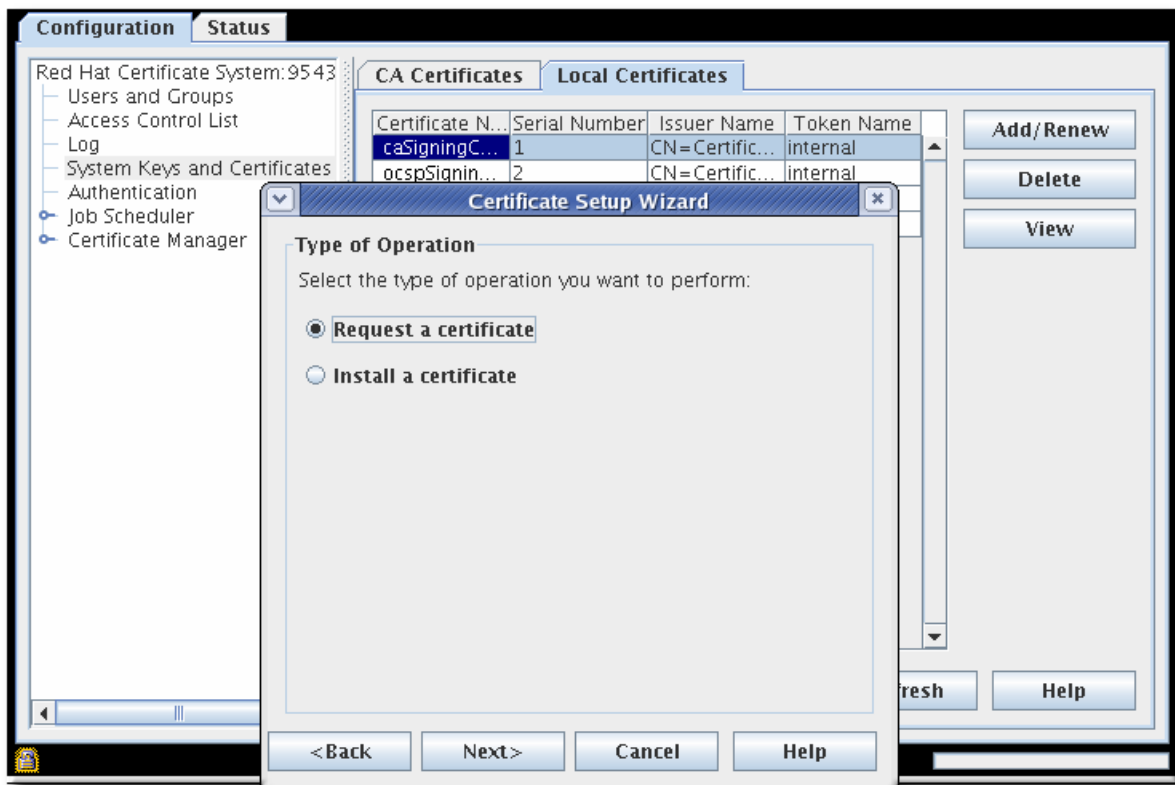 Configuration Status
Red Hat Certificate System:9543
Users and Groups
Access Control List
Log
System Keys and Certificates
Authentication
Job Scheduler
Certificate Manager
CA Certificates Local Certificates
Certificate N... Serial Number Issuer Name Token Name
caSigningC... 1 CN=Certific... internal
ocspSignin... 2 CN=Certific... internal
Add/Renew
Delete
View
Certificate Setup Wizard
Type of Operation
Select the type of operation you want to perform:
Request a certificate
Install a certificate
<Back Next> Cancel Help
fresh Help